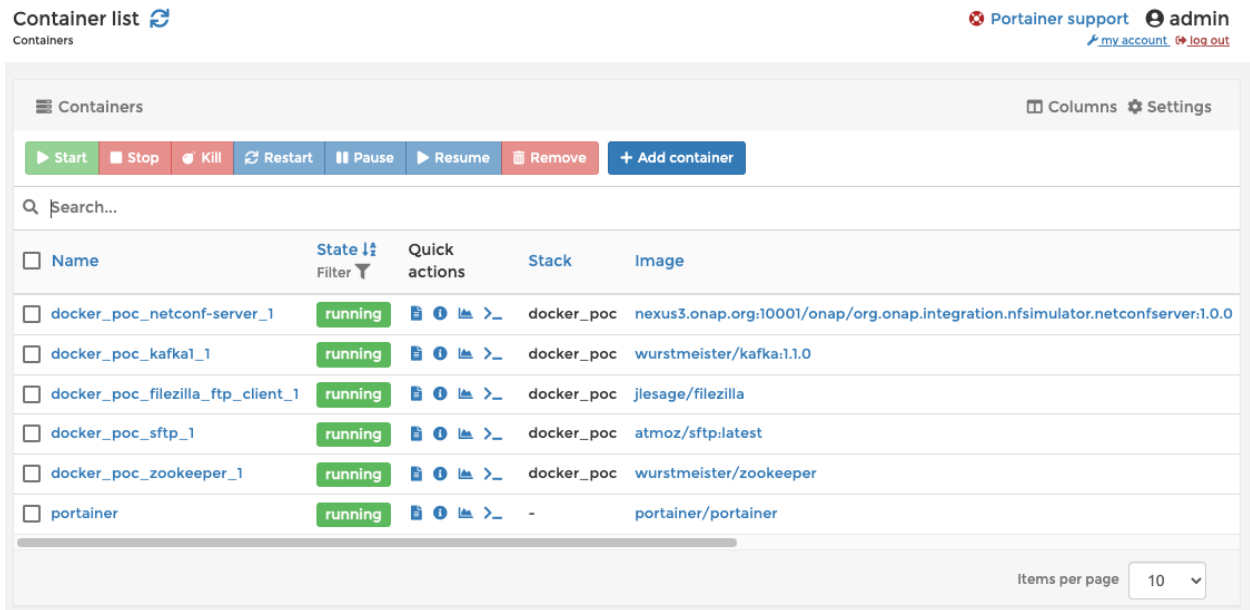 Container list
Portainer support admin
Containers
my account log out
Containers
Columns Settings
Start Stop Kill Restart Pause Resume Remove + Add container
Search...
Name State Filter Quick actions Stack Image
docker_poc_netconf-server_1 running docker_poc nexus3.onap.org:10001/onap/org.onap.integration.nfsimulator.netconfserver:1.0.0
docker_poc_kafka1_1 running docker_poc wurstmeister/kafka:1.1.0
docker_poc_filezilla_ftp_client_1 running docker_poc jlesage/filezilla
docker_poc_sftp_1 running docker_poc atmoz/sftp:latest
docker_poc_zookeeper_1 running docker_poc wurstmeister/zookeeper
portainer running - portainer/portainer
Items per page 10